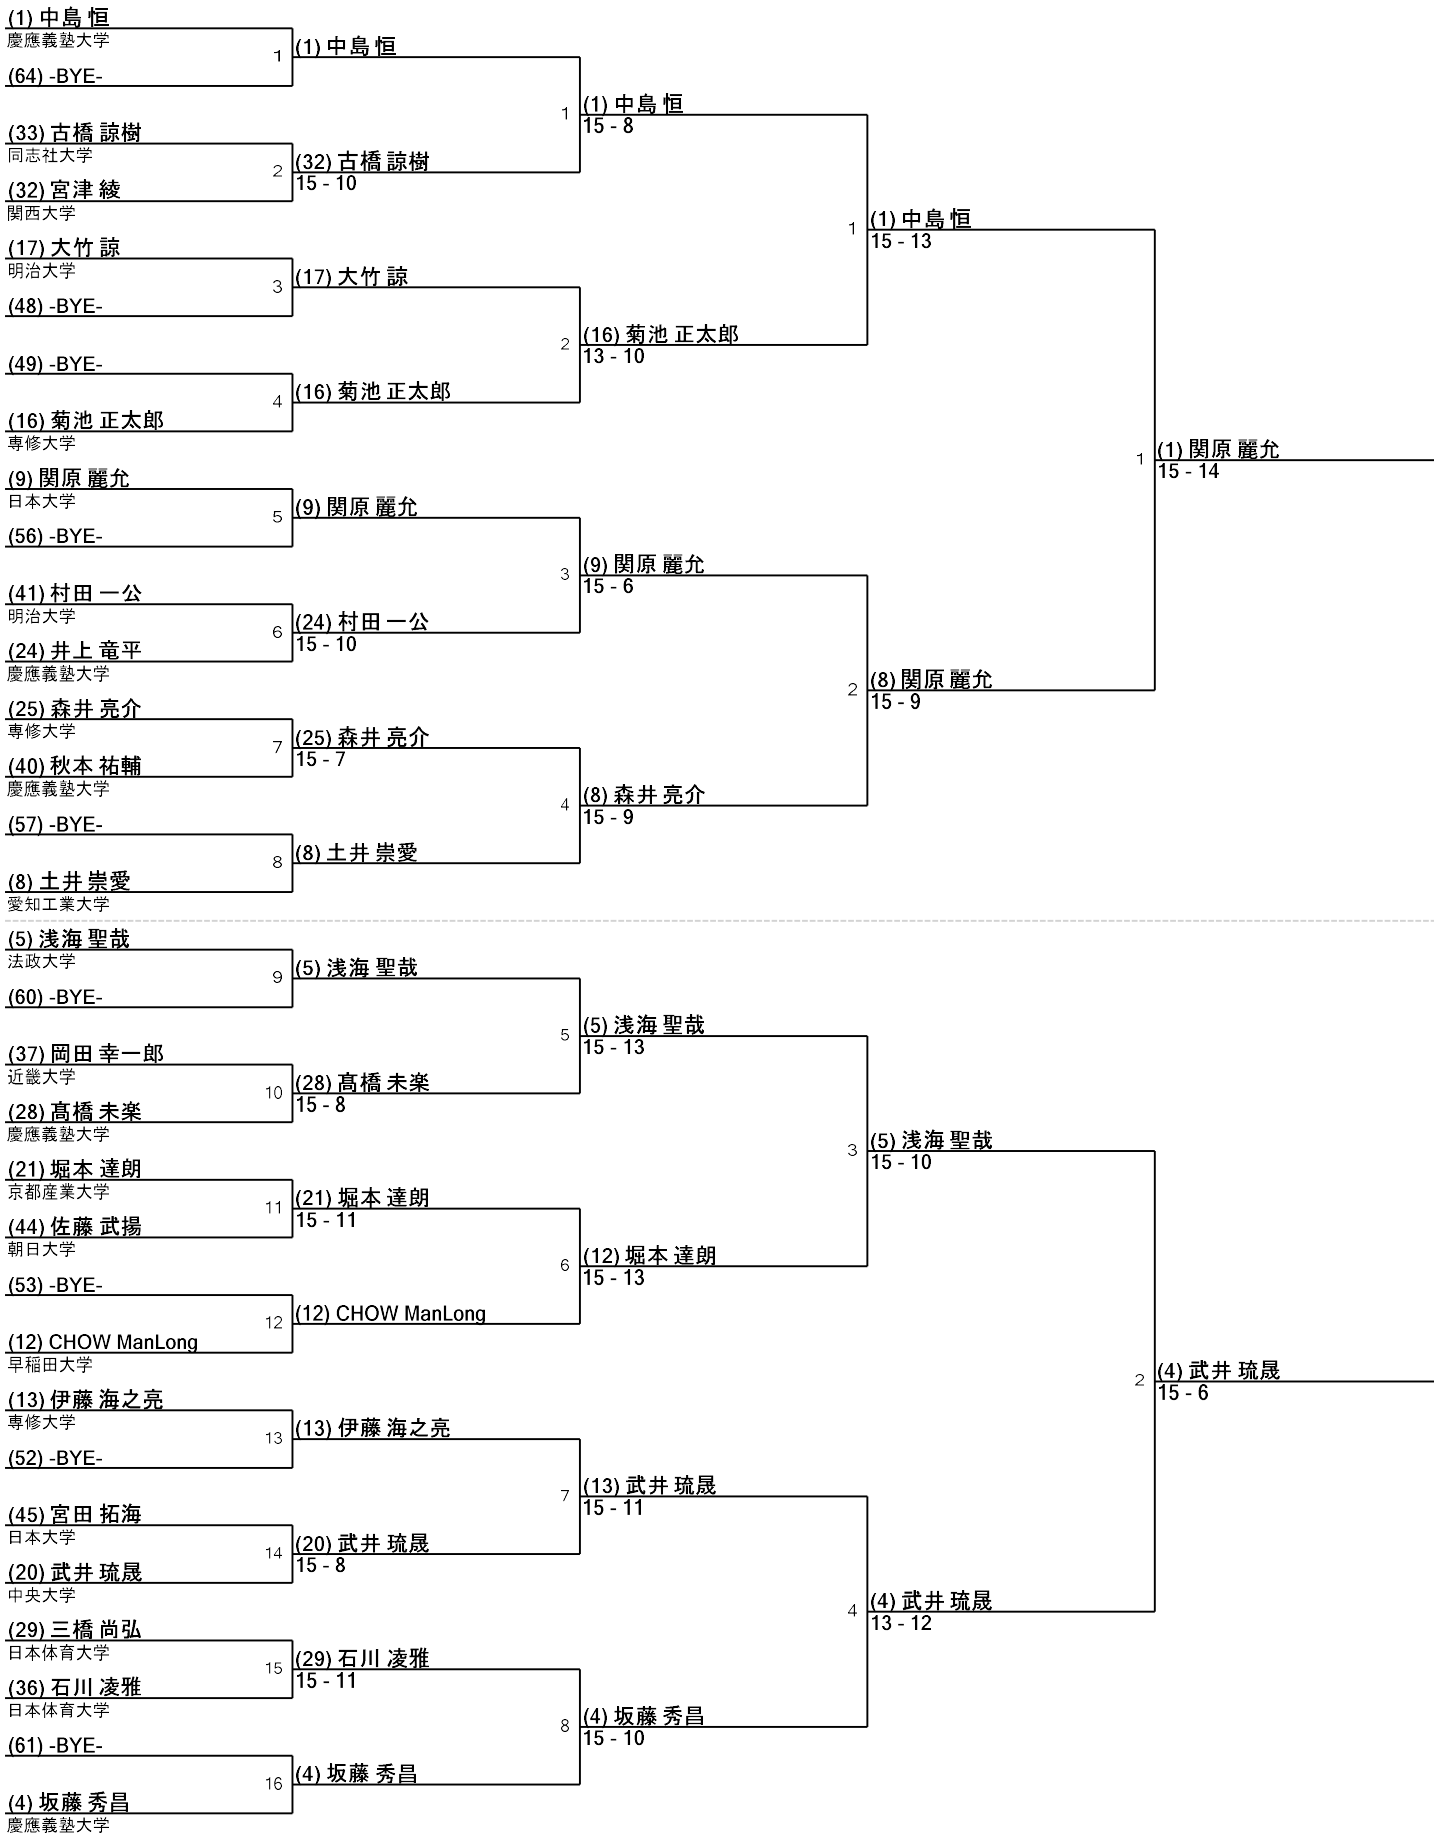 (1) 中島 恒
慶應義塾大学
1
(64) -BYE-
(1) 中島 恒
(33) 古橋 諒樹
同志社大学
2
(32) 宮津 綾
関西大学
(32) 古橋 諒樹
15 - 10
1
(1) 中島 恒
15 - 8
(17) 大竹 諒
明治大学
3
(48) -BYE-
(17) 大竹 諒
(49) -BYE-
4
(16) 菊池 正太郎
専修大学
(16) 菊池 正太郎
2
(16) 菊池 正太郎
13 - 10
1
(1) 中島 恒
15 - 13
(9) 関原 麗允
日本大学
5
(56) -BYE-
(9) 関原 麗允
(41) 村田 一公
明治大学
6
(24) 井上 竜平
慶應義塾大学
(24) 村田 一公
15 - 10
3
(9) 関原 麗允
15 - 6
(25) 森井 亮介
専修大学
7
(40) 秋本 祐輔
慶應義塾大学
(25) 森井 亮介
15 - 7
(57) -BYE-
8
(8) 土井 崇愛
愛知工業大学
(8) 土井 崇愛
4
(8) 森井 亮介
15 - 9
2
(8) 関原 麗允
15 - 9
1
(1) 関原 麗允
15 - 14
(5) 浅海 聖哉
法政大学
9
(60) -BYE-
(5) 浅海 聖哉
(37) 岡田 幸一郎
近畿大学
10
(28) 髙橋 未楽
慶應義塾大学
(28) 髙橋 未楽
15 - 8
5
(5) 浅海 聖哉
15 - 13
(21) 堀本 達朗
京都産業大学
11
(44) 佐藤 武揚
朝日大学
(21) 堀本 達朗
15 - 11
(53) -BYE-
12
(12) CHOW ManLong
早稲田大学
(12) CHOW ManLong
6
(12) 堀本 達朗
15 - 13
3
(5) 浅海 聖哉
15 - 10
(13) 伊藤 海之亮
専修大学
13
(52) -BYE-
(13) 伊藤 海之亮
(45) 宮田 拓海
日本大学
14
(20) 武井 琉晟
中央大学
(20) 武井 琉晟
15 - 8
7
(13) 武井 琉晟
15 - 11
(29) 三橋 尚弘
日本体育大学
15
(36) 石川 凌雅
日本体育大学
(29) 石川 凌雅
15 - 11
(61) -BYE-
16
(4) 坂藤 秀昌
慶應義塾大学
(4) 坂藤 秀昌
8
(4) 坂藤 秀昌
15 - 10
4
(4) 武井 琉晟
13 - 12
2
(4) 武井 琉晟
15 - 6